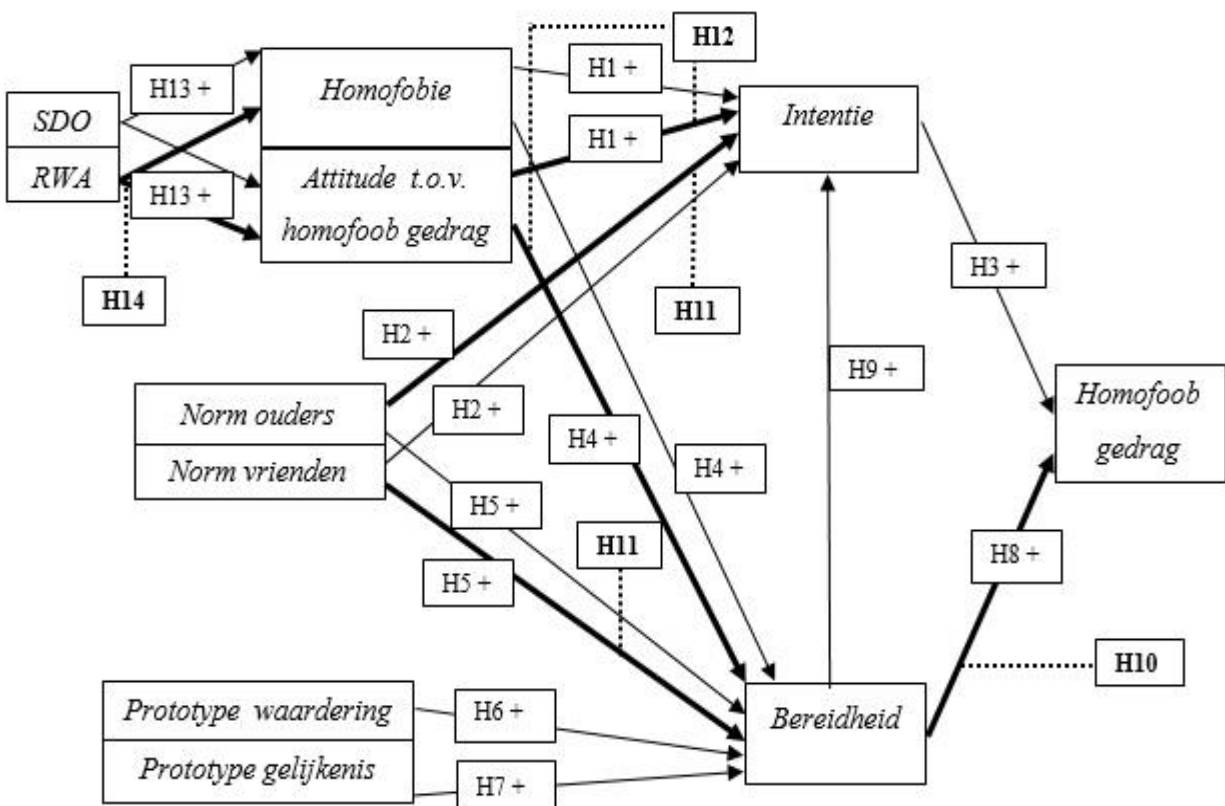 H12
H13 +
Homofobie
H1 +
Intentie
SDO
RWA
H1 +
H13 +
Attitude t.o.v.
homofoob gedrag
H3 +
H14
H11
H2 +
H9 +
Homofoob
gedrag
Norm ouders
H2 +
Norm vrienden
H4 +
H4 +
H5 +
H11
H8 +
H5 +
H10
Prototype waardering
H6 +
Bereidheid
Prototype gelijkenis
H7 +